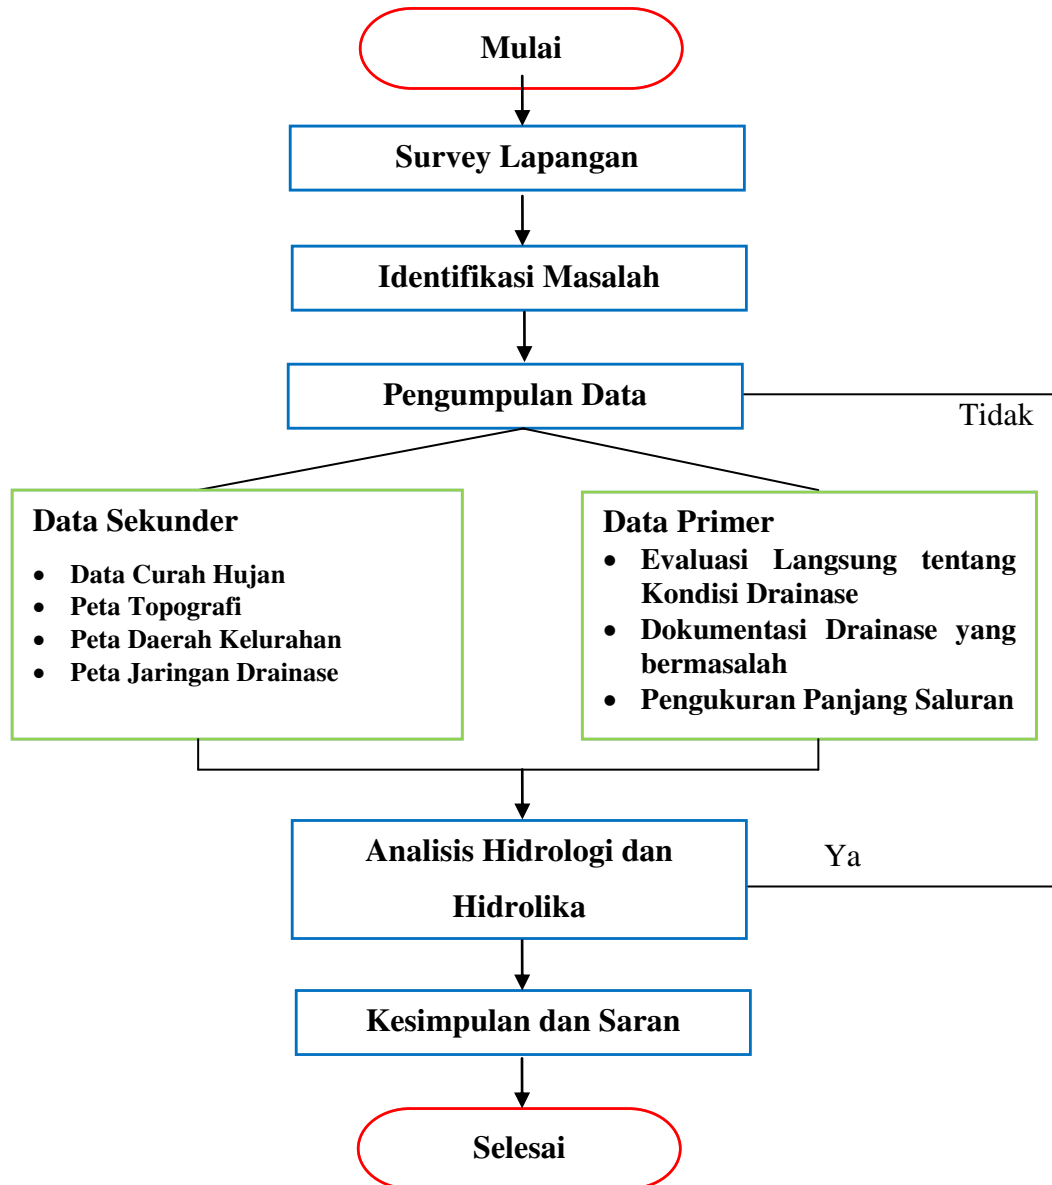 Mulai
Survey Lapangan
Identifikasi Masalah
Pengumpulan Data
Tidak
Data Sekunder
• Data Curah Hujan
• Peta Topografi
• Peta Daerah Kelurahan
• Peta Jaringan Drainase
Data Primer
• Evaluasi Langsung tentang
Kondisi Drainase
• Dokumentasi Drainase yang
bermasalah
• Pengukuran Panjang Saluran
Analisis Hidrologi dan
Hidrolika
Ya
Kesimpulan dan Saran
Selesai